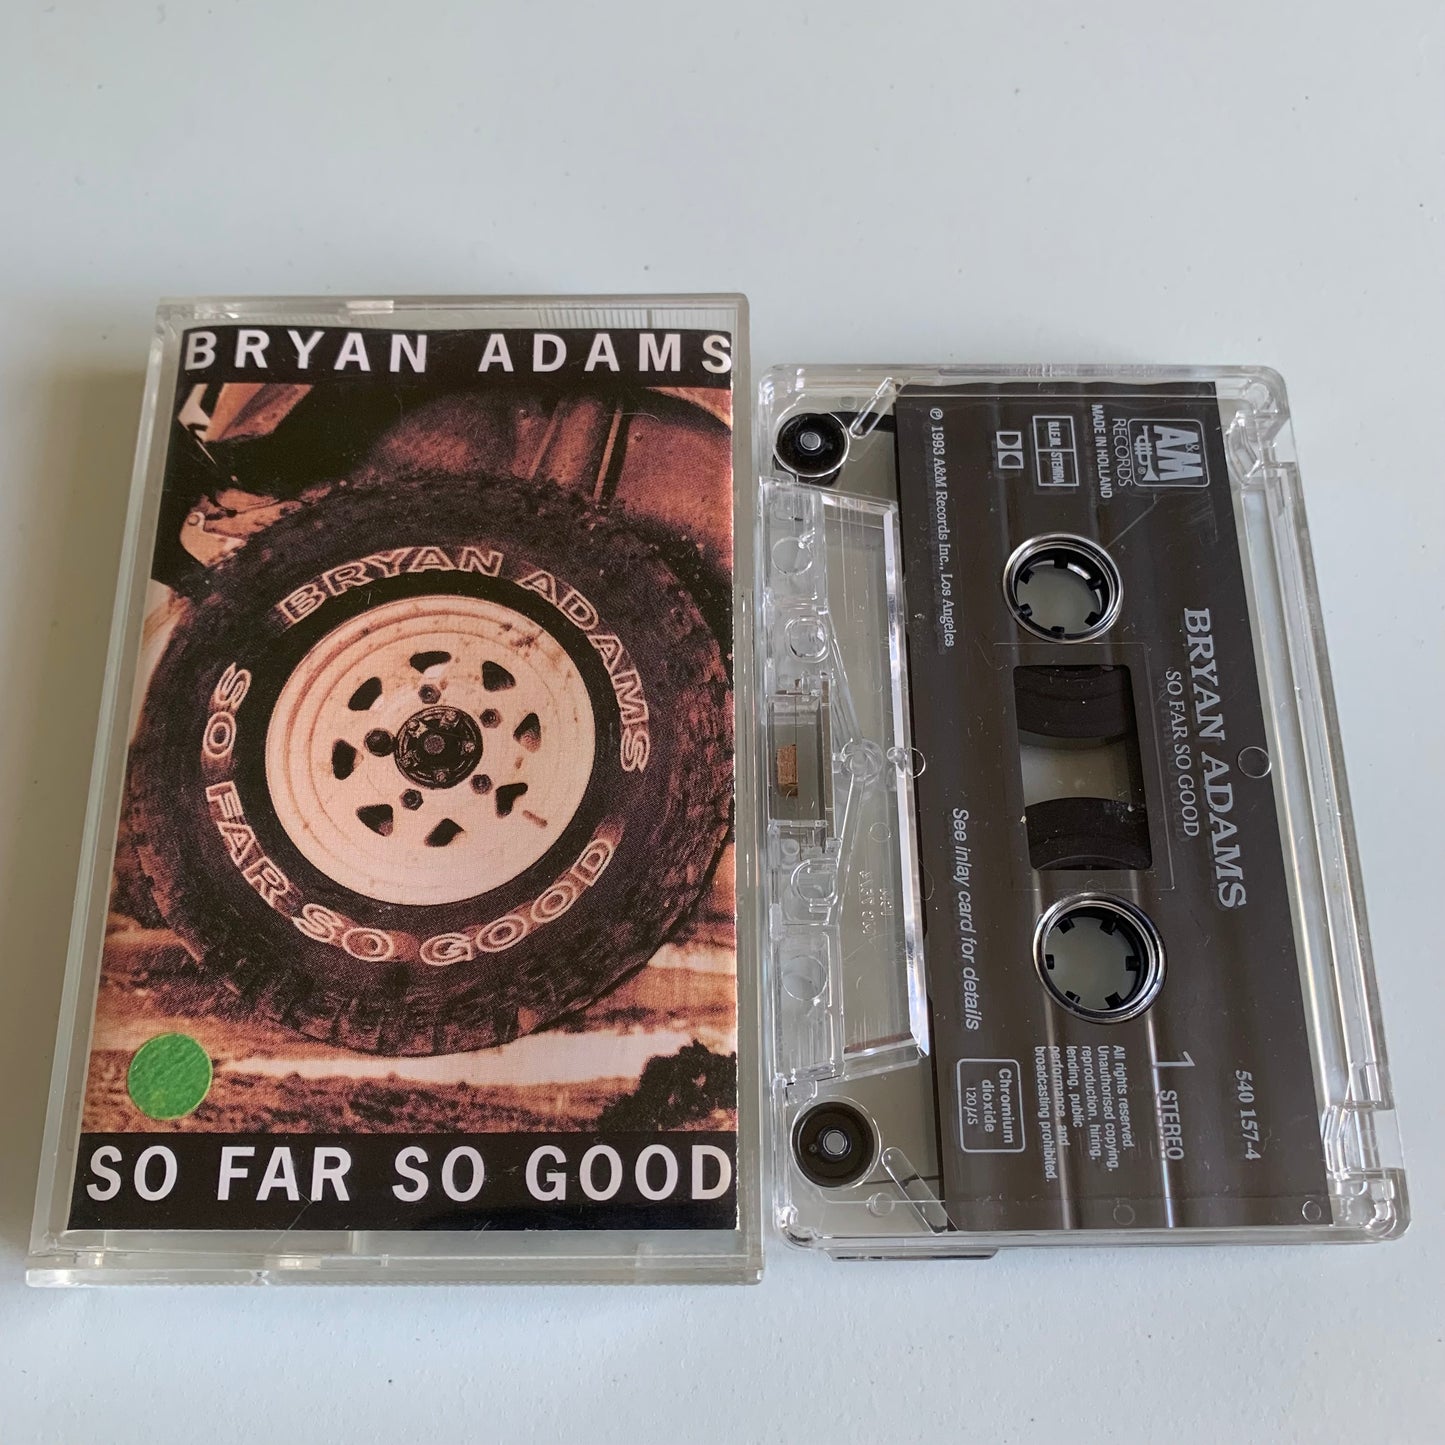 BRYAN ADAMS
BRYAN ADAMS
SO FAR SO GOOD
SO FAR SO GOOD
A&M
®
RECORDS
MADE IN HOLLAND
B.I.E.M. STEMRA
℗ 1993 A&M Records Inc., Los Angeles
BRYAN ADAMS
SO FAR SO GOOD
See inlay card for details
540 157-4
1
STEREO
All rights reserved.
Unauthorised copying,
reproduction, hiring,
lending, public
performance and
broadcasting prohibited.
Chromium
dioxide
120 µs